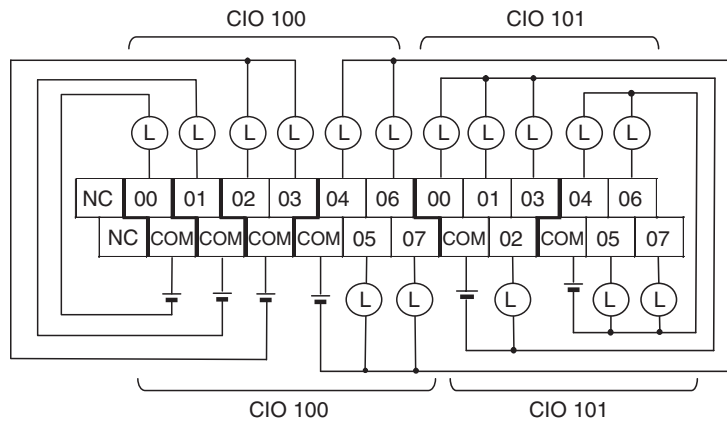 CIO 100 CIO 101
L L L L L L L L L L L
NC 00 01 02 03 04 06 00 01 03 04 06
NC COM COM COM COM 05 07 COM 02 COM 05 07
L L L L L
CIO 100 CIO 101